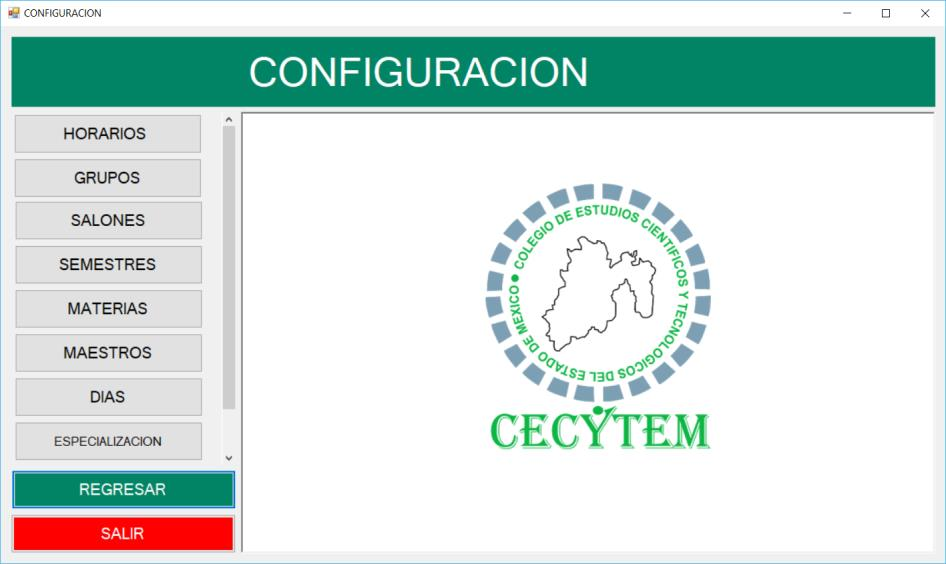 CONFIGURACION
CONFIGURACION
HORARIOS
GRUPOS
SALONES
SEMESTRES
MATERIAS
MAESTROS
DIAS
ESPECIALIZACION
REGRESAR
SALIR
COLEGIO DE ESTUDIOS CIENTIFICOS Y TECNOLOGICOS DEL ESTADO DE MEXICO
CECYTEM